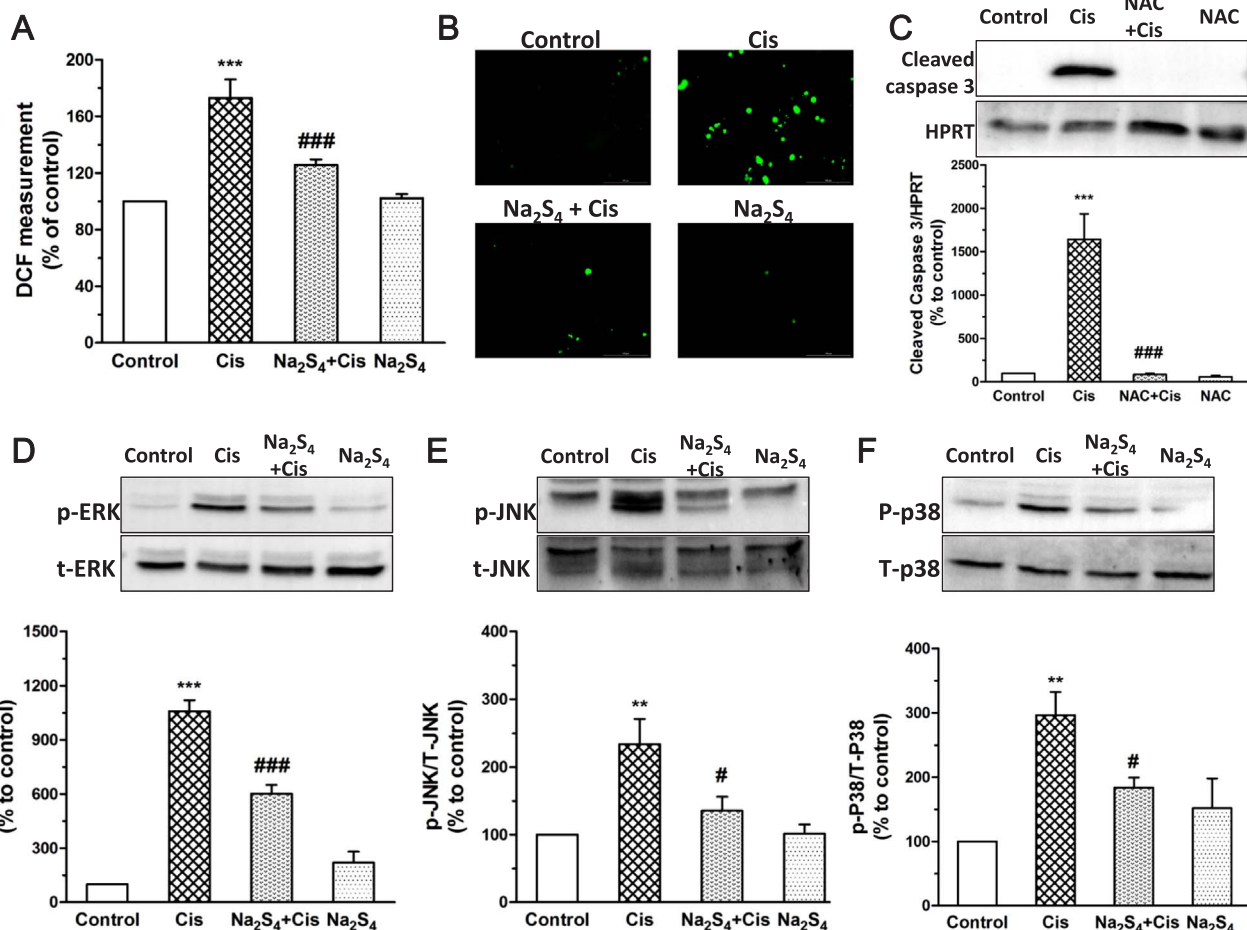 A
200
160
120
80
40
0
DCF measurement
(% of control)
***
###
Control
Cis
Na₂S₄+Cis
Na₂S₄
B
Control
Cis
Na₂S₄ + Cis
Na₂S₄
C
Control
Cis
NAC
+Cis
NAC
Cleaved
caspase 3
HPRT
2500
2000
1500
1000
500
0
Cleaved Caspase 3/HPRT
(% to control)
***
###
Control
Cis
NAC+Cis
NAC
D
Control
Cis
Na₂S₄
+Cis
Na₂S₄
p-ERK
t-ERK
1500
1200
900
600
300
0
(% to control)
***
###
Control
Cis
Na₂S₄+Cis
Na₂S₄
E
Control
Cis
Na₂S₄
+Cis
Na₂S₄
p-JNK
t-JNK
400
300
200
100
0
p-JNK/T-JNK
(% to control)
**
#
Control
Cis
Na₂S₄+Cis
Na₂S₄
F
Control
Cis
Na₂S₄
+Cis
Na₂S₄
P-p38
T-p38
400
300
200
100
0
p-P38/T-P38
(% to control)
**
#
Control
Cis
Na₂S₄+Cis
Na₂S₄